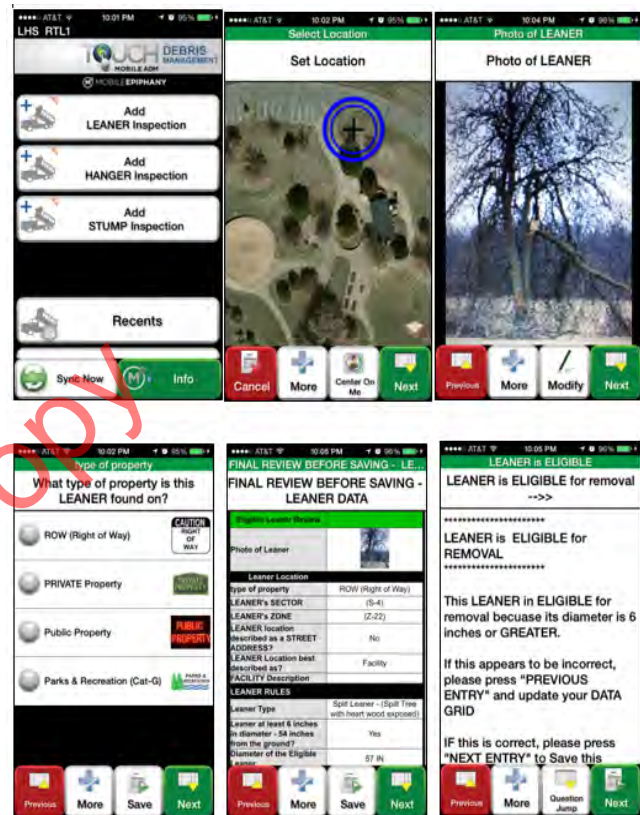 ●●●●○ AT&T 10:01 PM 95%
LHS RTL1
TOUCH DEBRIS MANAGEMENT
MOBILE ADM
MOBILE EPIPHANY
Add
LEANER Inspection
Add
HANGER Inspection
Add
STUMP Inspection
Recents
Sync Now
Info
●●●●○ AT&T 10:02 PM 95%
Select Location
Set Location
Cancel
More
Center On
Me
Next
●●●●○ AT&T 10:04 PM 96%
Photo of LEANER
Photo of LEANER
Previous
More
Modify
Next
opy
●●●●○ AT&T 10:02 PM 95%
type of property
What type of property is this
LEANER found on?
ROW (Right of Way)
CAUTION
RIGHT
OF
WAY
PRIVATE Property
PRIVATE
PROPERTY
Public Property
PUBLIC
PROPERTY
Parks & Recreation (Cat-G)
PARKS &
RECREATION
Previous
More
Save
Next
●●●●○ AT&T 10:05 PM 96%
FINAL REVIEW BEFORE SAVING - LE...
FINAL REVIEW BEFORE SAVING -
LEANER DATA
Eligible Leaner Review
Photo of Leaner
Leaner Location
type of property ROW (Right of Way)
LEANER's SECTOR (S-4)
LEANER's ZONE (Z-22)
LEANER location
described as a STREET No
ADDRESS?
LEANER Location best
described as? Facility
FACILITY Description
LEANER RULES
Leaner Type Split Leaner - (Split Tree
with heart wood exposed)
Leaner at least 6 inches
in diamater - 54 inches Yes
from the ground?
Diameter of the Eligible
Leaner 57 IN
Previous
More
Save
Next
●●●●○ AT&T 10:05 PM 96%
LEANER is ELIGIBLE
LEANER is ELIGIBLE for removal
-->>
***********************
LEANER is ELIGIBLE for
REMOVAL
***********************
This LEANER in ELIGIBLE for
removal becuase its diameter is 6
inches or GREATER.
If this appears to be incorrect,
please press "PREVIOUS
ENTRY" and update your DATA
GRID
IF this is correct, please press
"NEXT ENTRY" to Save this
Previous
More
Question
Jump
Next